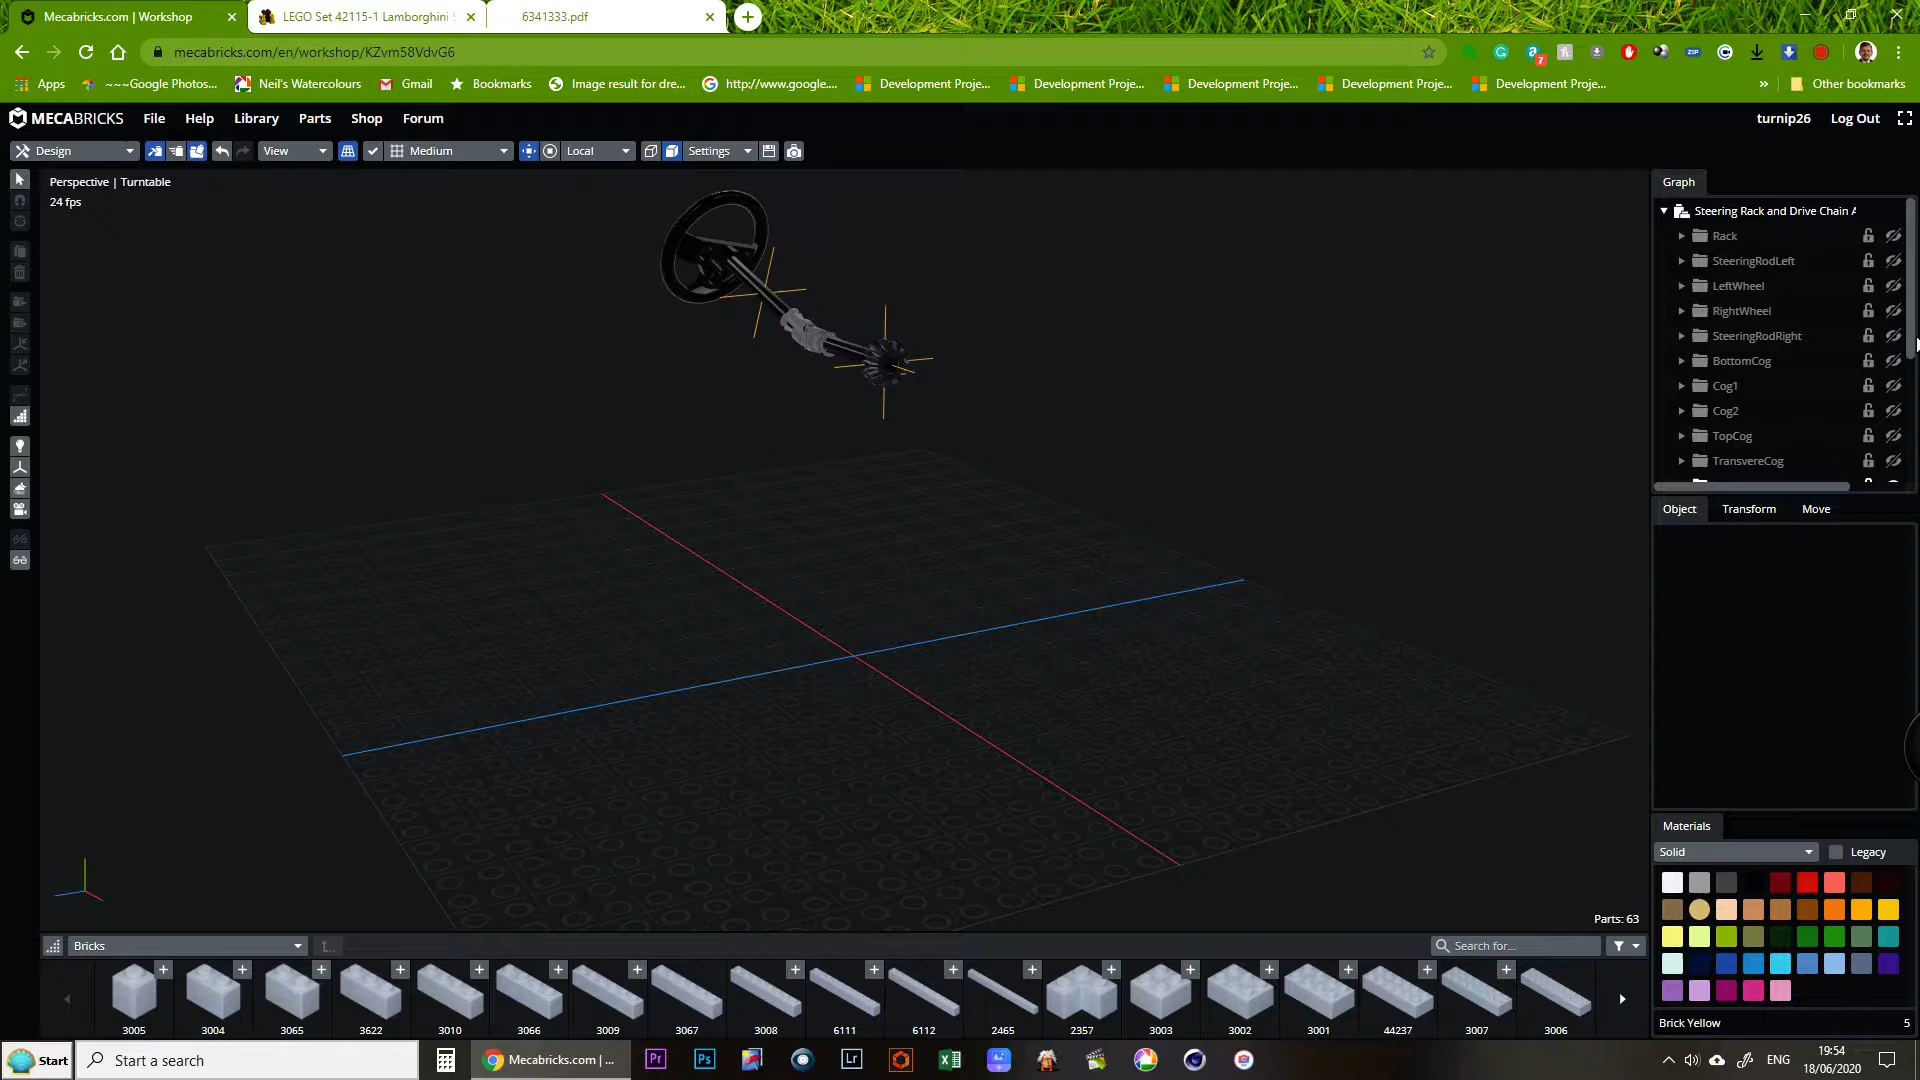 Mecabricks.com | Workshop
LEGO Set 42115-1 Lamborghini S
6341333.pdf
mecabricks.com/en/workshop/KZvm58VdvG6
7
ZIP
Apps
~~~Google Photos...
Neil's Watercolours
Gmail
Bookmarks
Image result for dre...
http://www.google....
Development Proje...
Development Proje...
Development Proje...
Development Proje...
Development Proje...
»
Other bookmarks
MECABRICKS
File
Help
Library
Parts
Shop
Forum
turnip26
Log Out
Design
View
Medium
Local
Settings
Perspective | Turntable
24 fps
Graph
Steering Rack and Drive Chain A
Rack
SteeringRodLeft
LeftWheel
RightWheel
SteeringRodRight
BottomCog
Cog1
Cog2
TopCog
TransvereCog
Object
Transform
Move
Materials
Solid
Legacy
Brick Yellow
5
Parts: 63
Bricks
Search for...
3005
3004
3065
3622
3010
3066
3009
3067
3008
6111
6112
2465
2357
3003
3002
3001
44237
3007
3006
Start
Start a search
Mecabricks.com | ...
Pr
Ps
Lr
ENG
19:54
18/06/2020